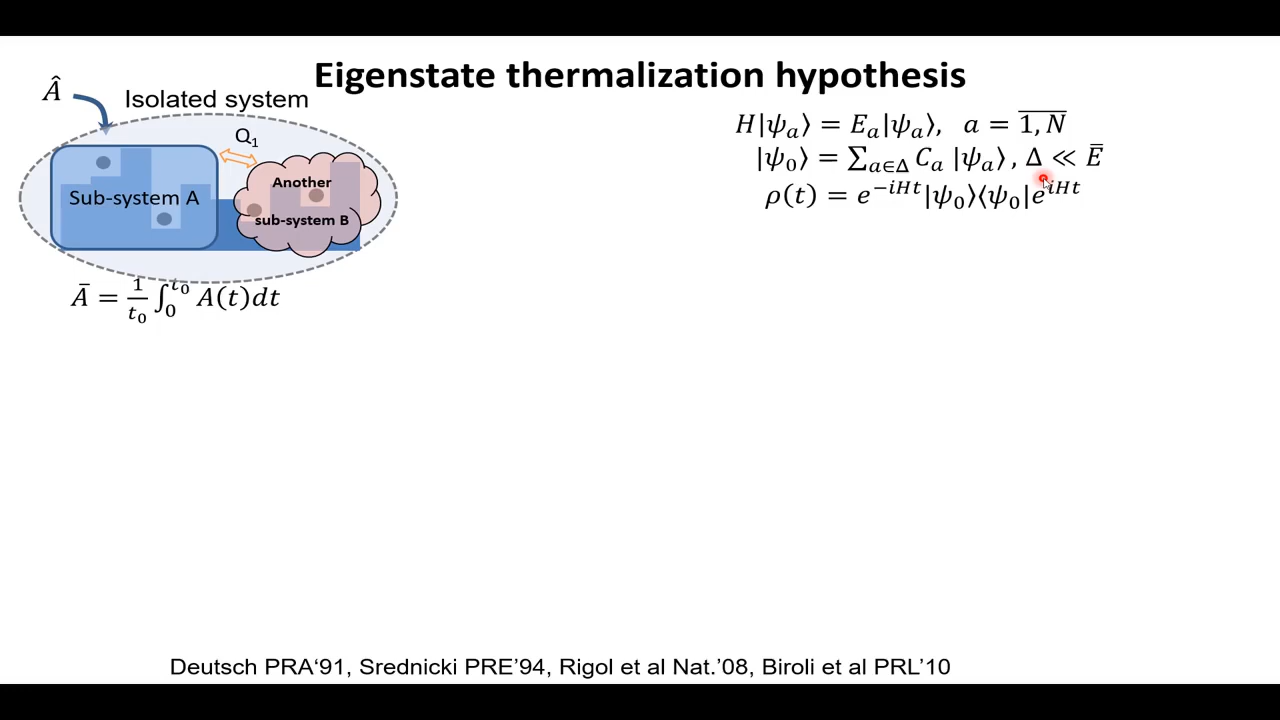 Eigenstate thermalization hypothesis
Â
Isolated system
Q₁
Sub-system A
Another
sub-system B
Ā = 1/t₀ ∫₀^t₀ A(t)dt
H|ψₐ⟩ = Eₐ|ψₐ⟩, a = \overline{1, N}
|ψ₀⟩ = ∑_{a∈Δ} Cₐ |ψₐ⟩ , Δ ≪ Ē
ρ(t) = e^{−iHt}|ψ₀⟩⟨ψ₀|e^{iHt}
Deutsch PRA‘91, Srednicki PRE’94, Rigol et al Nat.’08, Biroli et al PRL’10